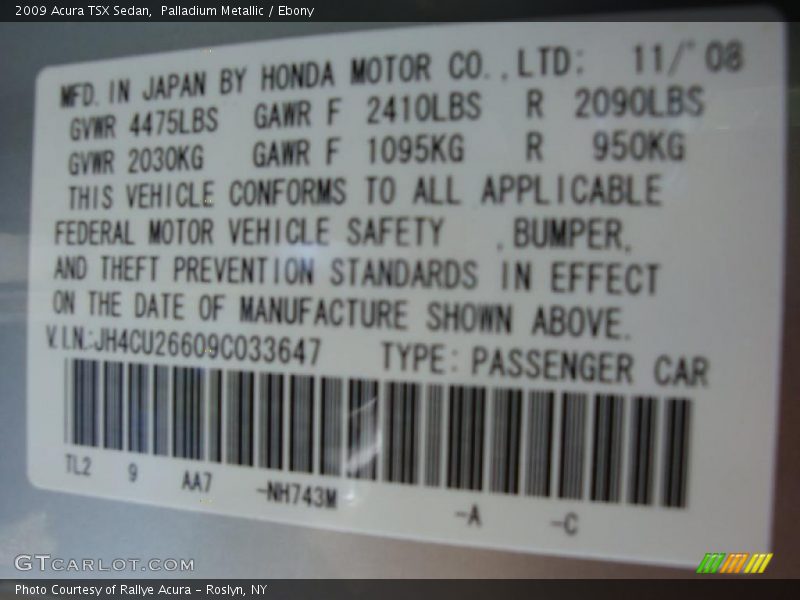 2009 Acura TSX Sedan,  Palladium Metallic / Ebony
MFD. IN JAPAN BY HONDA MOTOR CO.,LTD: 11/'08
GVWR 4475LBS GAWR F 2410LBS R 2090LBS
GVWR 2030KG GAWR F 1095KG R 950KG
THIS VEHICLE CONFORMS TO ALL APPLICABLE
FEDERAL MOTOR VEHICLE SAFETY ,BUMPER,
AND THEFT PREVENTION STANDARDS IN EFFECT
ON THE DATE OF MANUFACTURE SHOWN ABOVE.
V.I.N.:JH4CU26609C033647 TYPE: PASSENGER CAR
TL2 9 AA7 -NH743M -A -C
GTCARLOT.COM
Photo Courtesy of Rallye Acura – Roslyn, NY